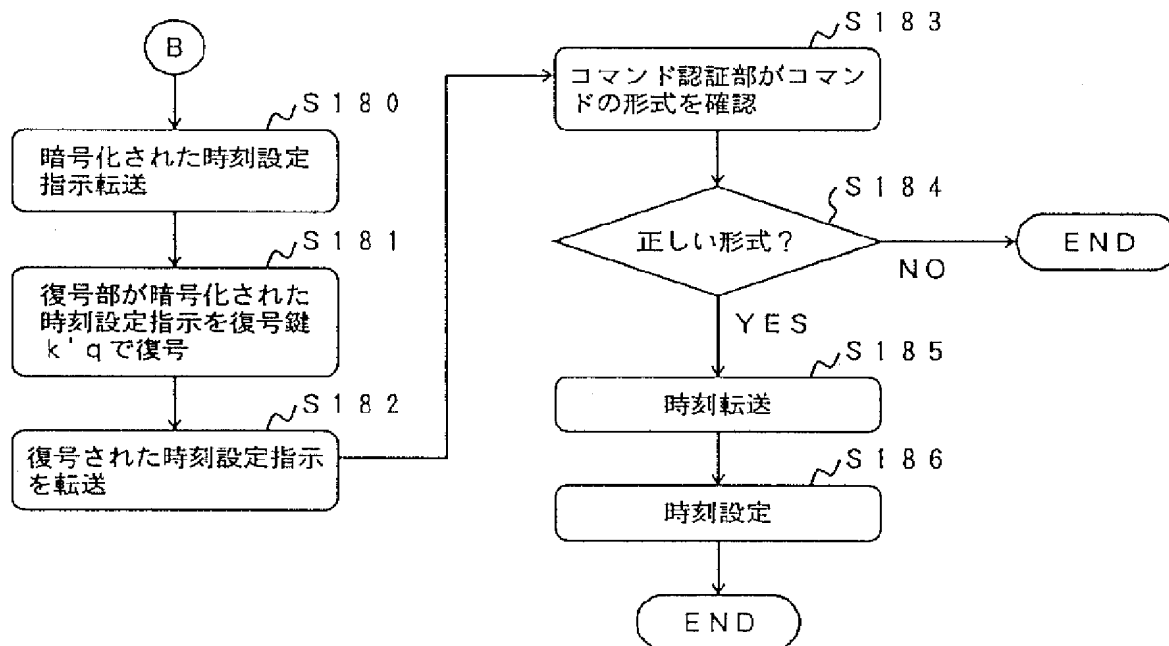 B
S180
暗号化された時刻設定
指示転送
S181
復号部が暗号化された
時刻設定指示を復号鍵
k'qで復号
S182
復号された時刻設定指示
を転送
S183
コマンド認証部がコマン
ドの形式を確認
S184
正しい形式?
NO
END
YES
S185
時刻転送
S186
時刻設定
END